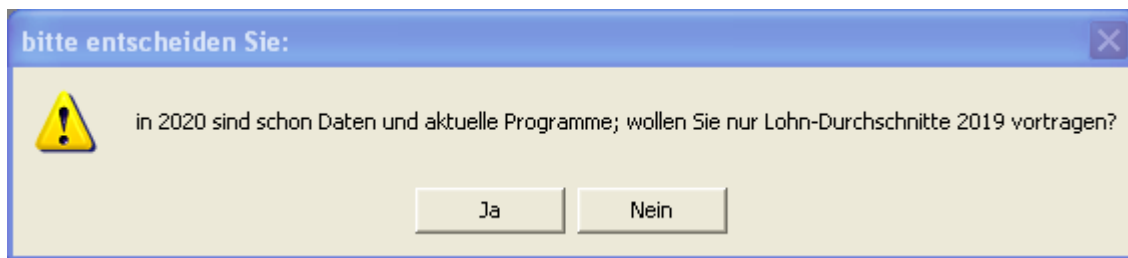 bitte entscheiden Sie:
in 2020 sind schon Daten und aktuelle Programme; wollen Sie nur Lohn-Durchschnitte 2019 vortragen?
Ja
Nein